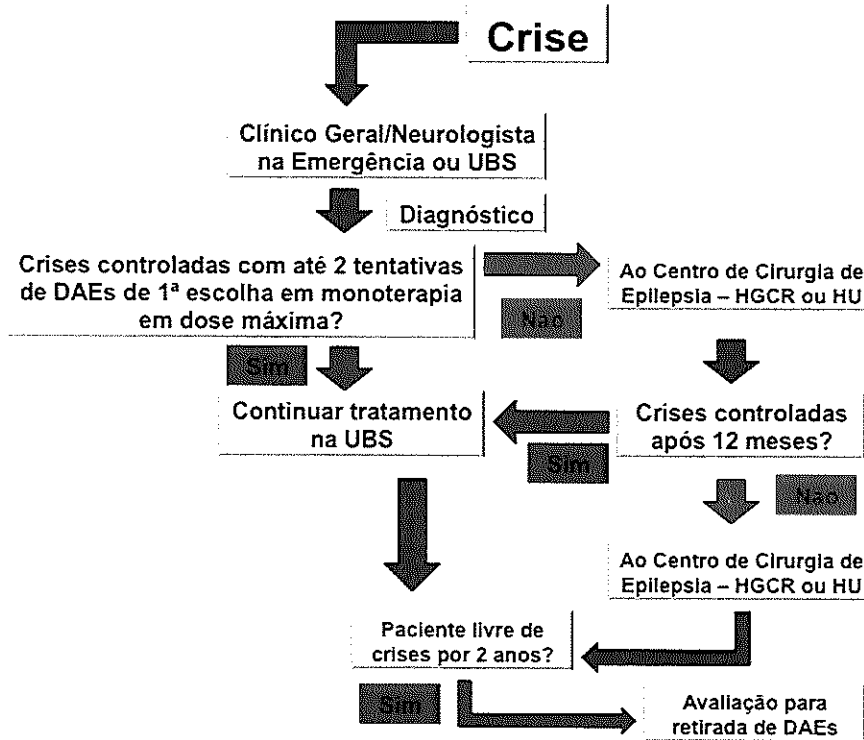 Crise
Clínico Geral/Neurologista
na Emergência ou UBS
Diagnóstico
Crises controladas com até 2 tentativas
de DAEs de 1ª escolha em monoterapia
em dose máxima?
Não
Ao Centro de Cirurgia de
Epilepsia – HGCR ou HU
Sim
Continuar tratamento
na UBS
Crises controladas
após 12 meses?
Sim
Não
Ao Centro de Cirurgia de
Epilepsia – HGCR ou HU
Paciente livre de
crises por 2 anos?
Sim
Avaliação para
retirada de DAEs